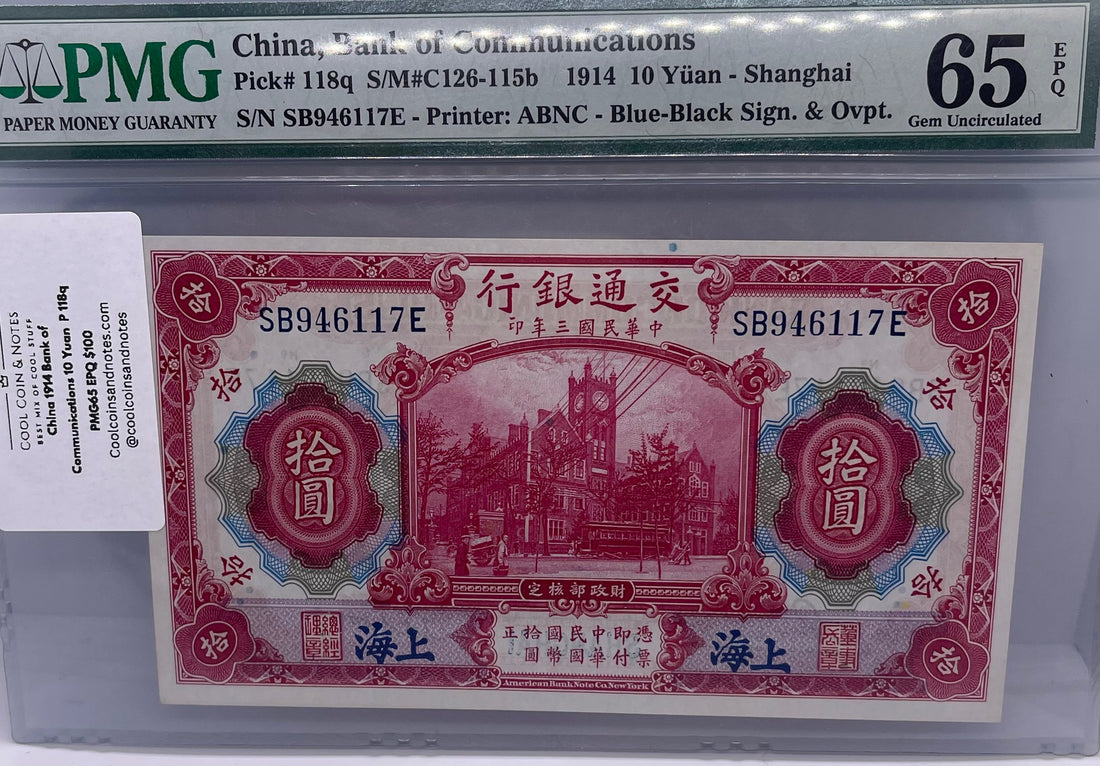 PMG
PAPER MONEY GUARANTY
China, Bank of Communications
Pick# 118q S/M#C126-115b 1914 10 Yüan - Shanghai
S/N SB946117E - Printer: ABNC - Blue-Black Sign. & Ovpt.
65
EPQ
Gem Uncirculated
COOL COIN & NOTES
BEST MIX OF COOL STUFF
China 1914 Bank of
Communications 10 Yuan P 118q
PMG65 EPQ $100
Coolcoinsandnotes.com
@coolcoinsandnotes
拾
行銀通交
印年三國民華中
拾
SB946117E
SB946117E
拾
拾
拾圓
拾圓
拾
拾
定核部政財
拾
海上
正拾國民中即憑
圓幣國華付票
海上
拾
American Bank Note Co. New York